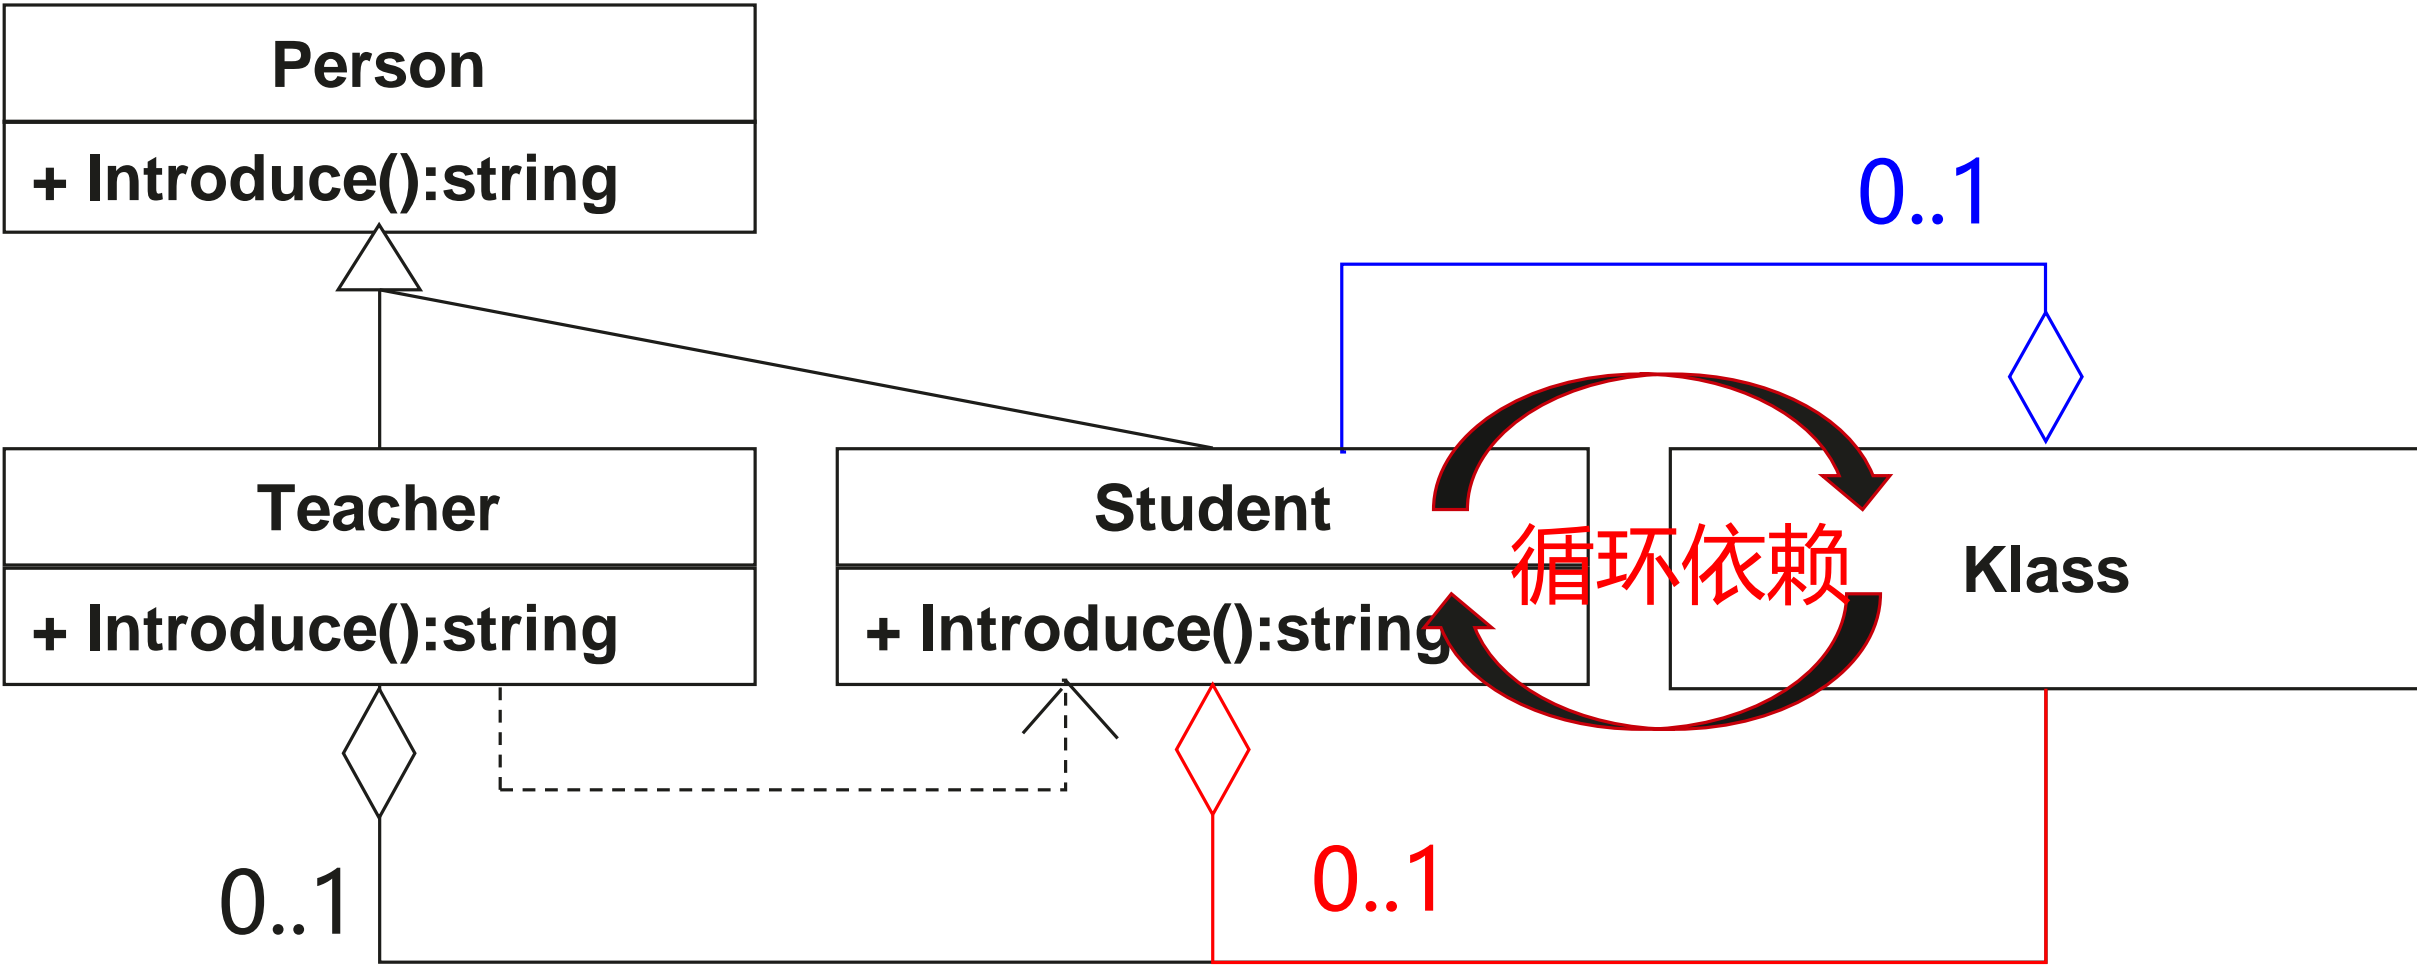 Person
+ Introduce():string
0..1
Teacher
+ Introduce():string
Student
+ Introduce():string
循环依赖
Klass
0..1
0..1